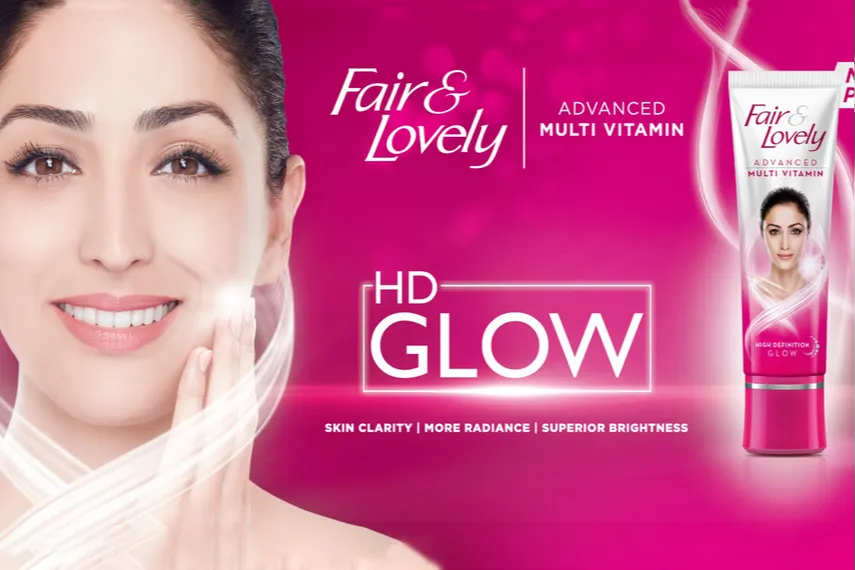 Fair &
Lovely
ADVANCED
MULTI VITAMIN
HD
GLOW
SKIN CLARITY | MORE RADIANCE | SUPERIOR BRIGHTNESS
Fair &
Lovely
ADVANCED
MULTI VITAMIN
HIGH DEFINITION
GLOW